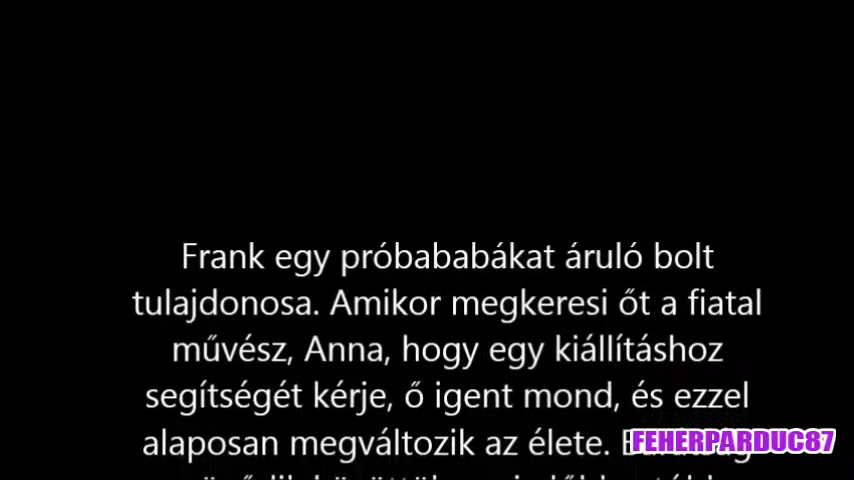 Frank egy próbababákat áruló bolt
tulajdonosa. Amikor megkeresi őt a fiatal
művész, Anna, hogy egy kiállításhoz
segítségét kérje, ő igent mond, és ezzel
alaposan megváltozik az élete.
FEHERPARDUC87